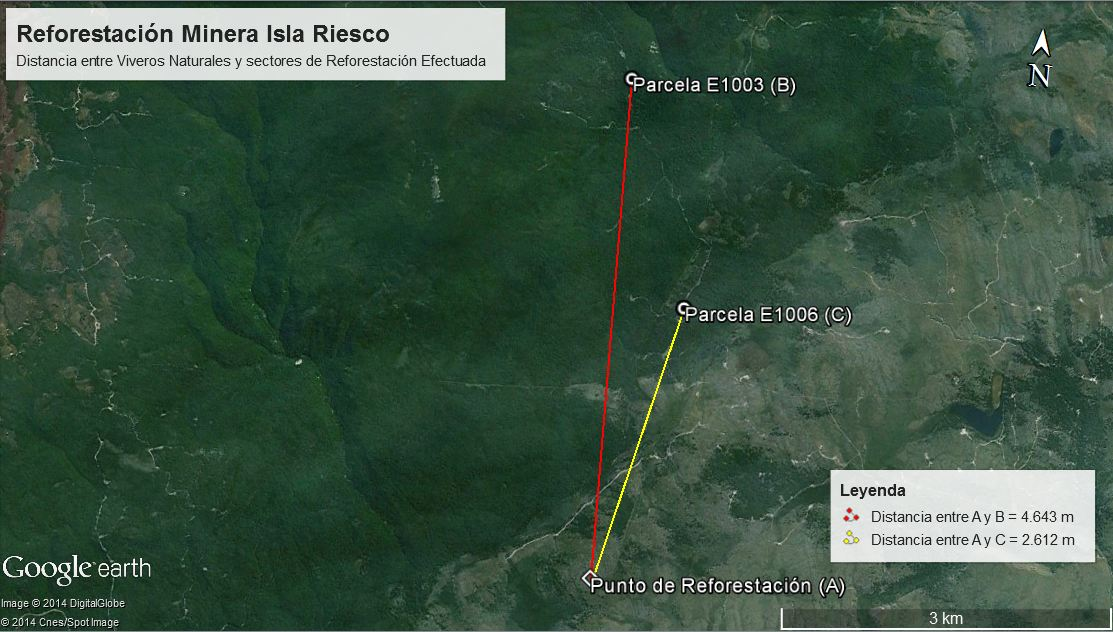 Reforestación Minera Isla Riesco
Distancia entre Viveros Naturales y sectores de Reforestación Efectuada
N
Parcela E1003 (B)
Parcela E1006 (C)
Leyenda
Distancia entre A y B = 4.643 m
Distancia entre A y C = 2.612 m
Google earth
Punto de Reforestación (A)
Image © 2014 DigitalGlobe
© 2014 Cnes/Spot Image
3 km